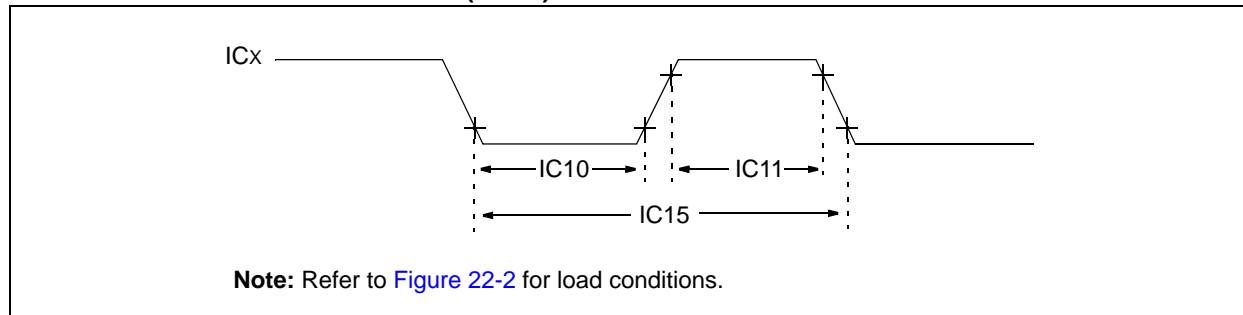 ICx
IC10
IC11
IC15
Note: Refer to Figure 22-2 for load conditions.